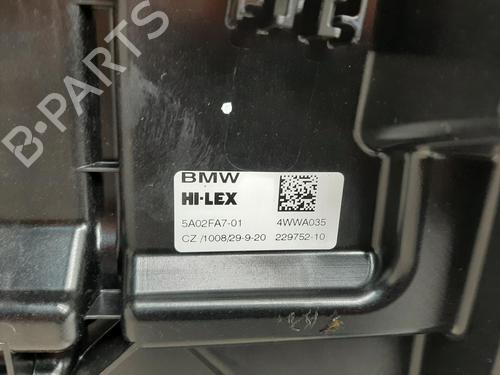 B-PARTS
BMW
HI-LEX
5A02FA7-01 4WWA035
CZ /1008/29-9-20 229752-10